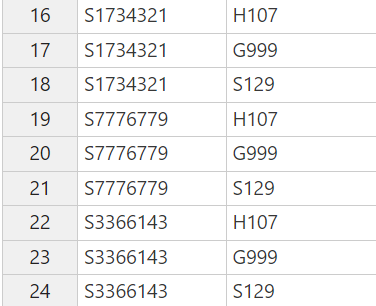 16 S1734321 H107
17 S1734321 G999
18 S1734321 S129
19 S7776779 H107
20 S7776779 G999
21 S7776779 S129
22 S3366143 H107
23 S3366143 G999
24 S3366143 S129